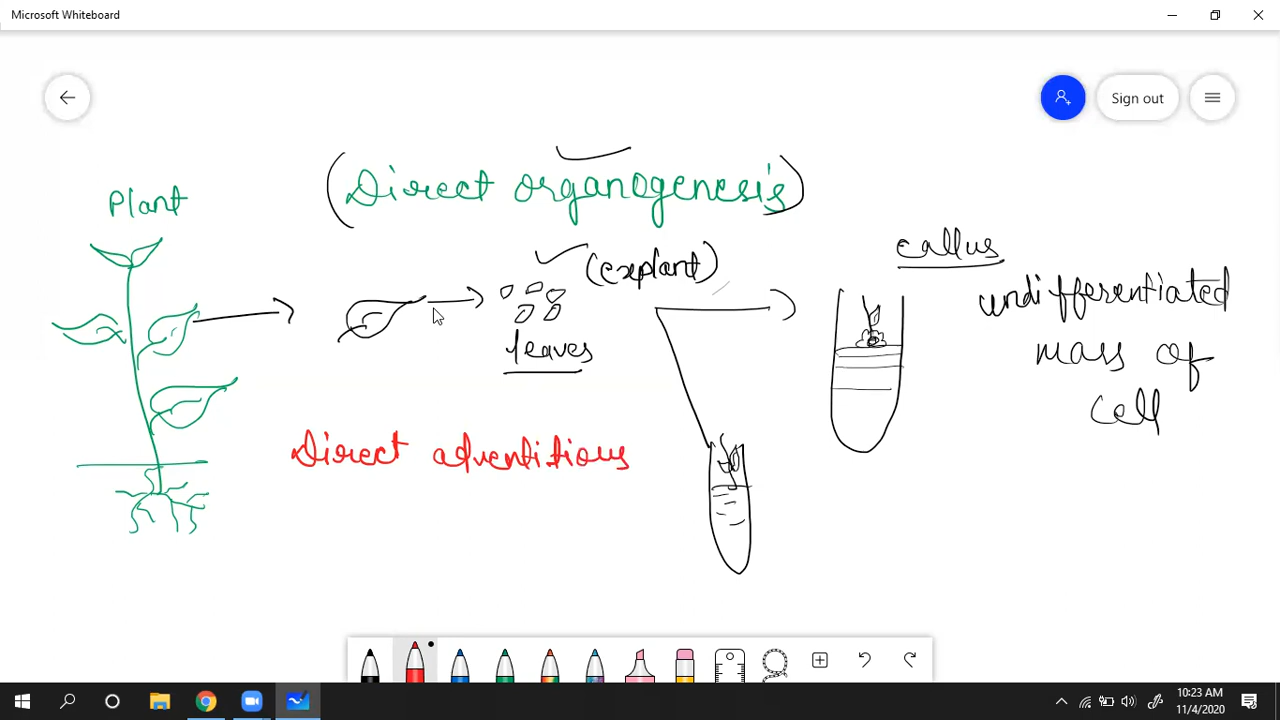 Microsoft Whiteboard
Sign out
(Direct organogenesis)
Plant
(explant)
callus
undifferentiated
mass of
cell
leaves
Direct adventitious
10:23 AM
11/4/2020